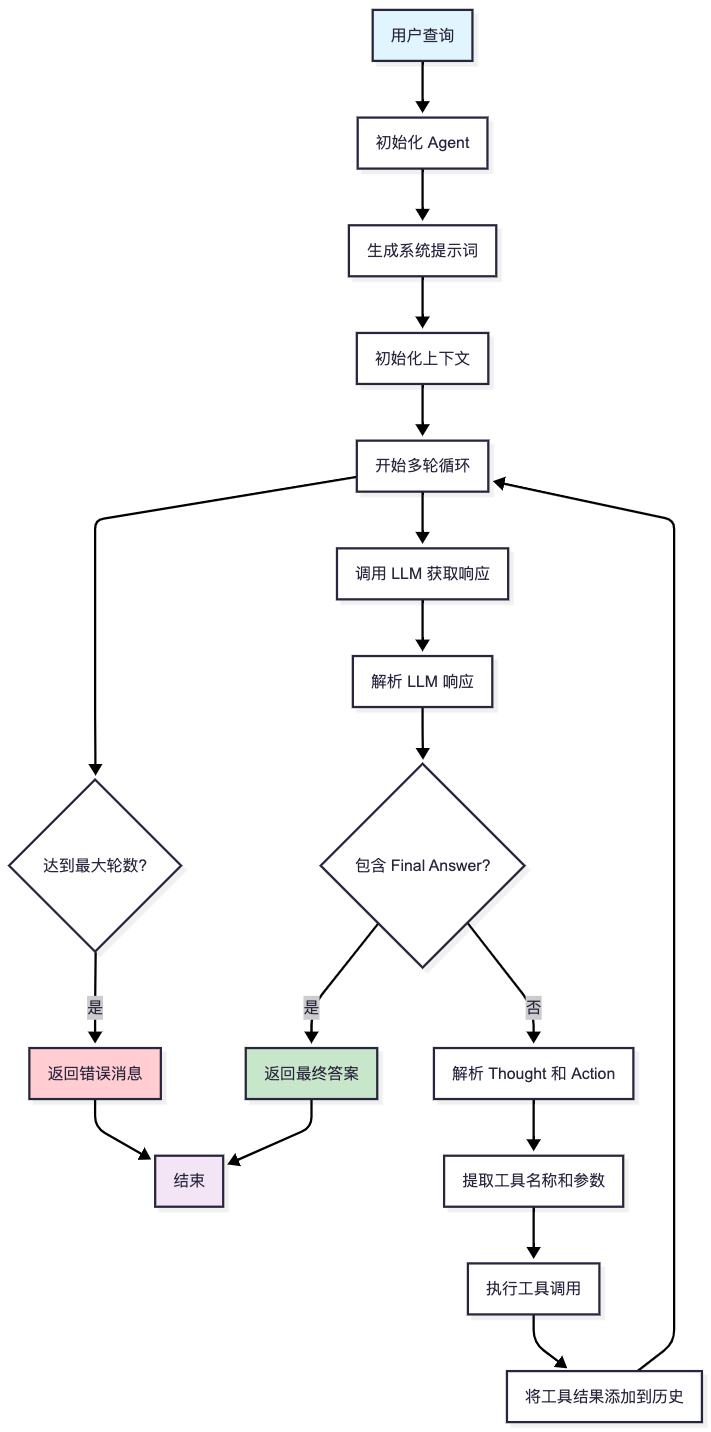 用户查询
初始化 Agent
生成系统提示词
初始化上下文
开始多轮循环
调用 LLM 获取响应
解析 LLM 响应
达到最大轮数?
包含 Final Answer?
是
是
否
返回错误消息
返回最终答案
解析 Thought 和 Action
结束
提取工具名称和参数
执行工具调用
将工具结果添加到历史